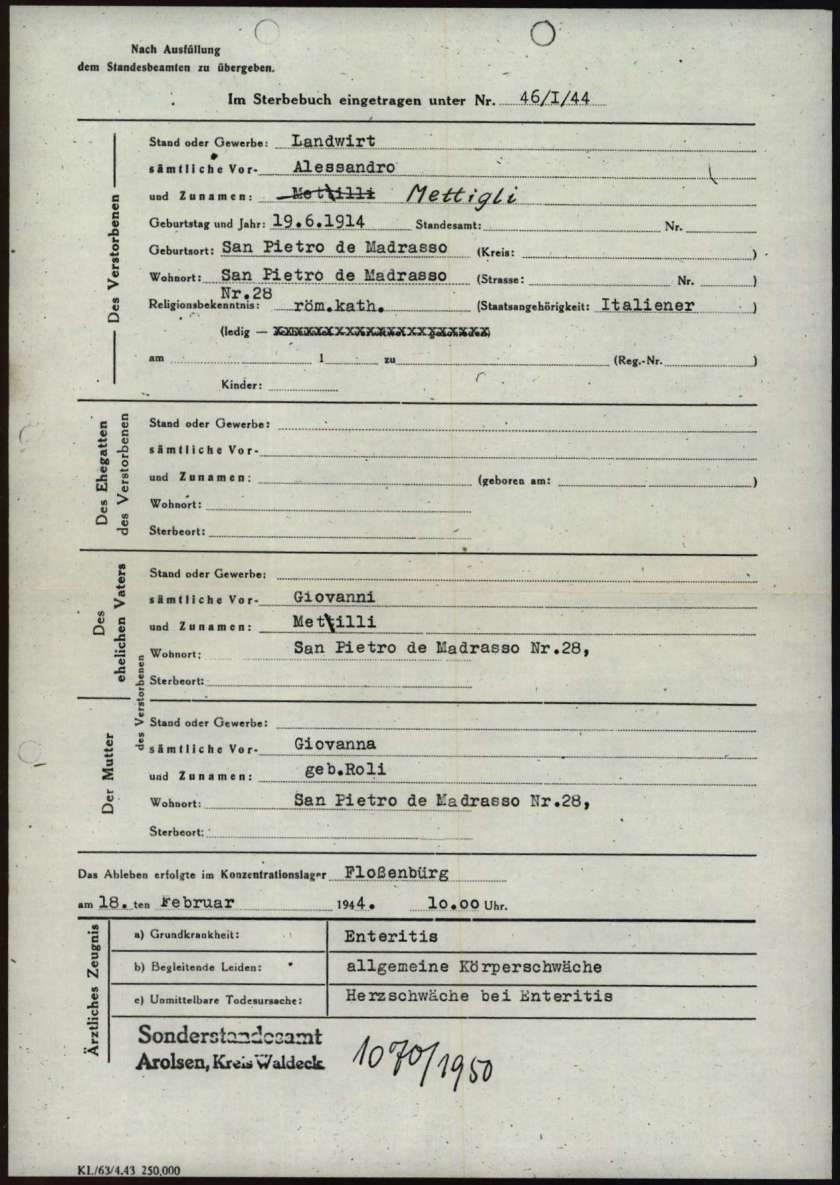 Nach Ausfüllung
dem Standesbeamten zu übergeben.
Im Sterbebuch eingetragen unter Nr. 46/I/44
Des Verstorbenen
Stand oder Gewerbe: Landwirt
sämtliche Vor- Alessandro
und Zunamen: Mettilli Mettigli
Geburtstag und Jahr: 19.6.1914 Standesamt: Nr.
Geburtsort: San Pietro de Madrasso (Kreis: )
Wohnort: San Pietro de Madrasso (Strasse: Nr. )
Nr.28
Religionsbekenntnis: röm.kath. (Staatsangehörigkeit: Italiener )
(ledig — XXXXXXXXXXXXXXXXXXXXXXXX)
am 1 zu (Reg.-Nr. )
Kinder:
Des Ehegatten
des Verstorbenen
Stand oder Gewerbe:
sämtliche Vor-
und Zunamen: (geboren am: )
Wohnort:
Sterbeort:
Des
ehelichen Vaters
des Verstorbenen
Stand oder Gewerbe:
sämtliche Vor- Giovanni
und Zunamen: Mettilli
Wohnort: San Pietro de Madrasso Nr.28,
Sterbeort:
Der Mutter
Stand oder Gewerbe:
sämtliche Vor- Giovanna
und Zunamen: geb.Roli
Wohnort: San Pietro de Madrasso Nr.28,
Sterbeort:
Das Ableben erfolgte im Konzentrationslager Floßenbürg
am 18. ten Februar 1944. 10.00 Uhr.
Ärztliches Zeugnis
a) Grundkrankheit: Enteritis
b) Begleitende Leiden: allgemeine Körperschwäche
c) Unmittelbare Todesursache: Herzschwäche bei Enteritis
Sonderstandesamt
Arolsen, Kreis Waldeck
1070/1950
KL/63/4.43 250,000